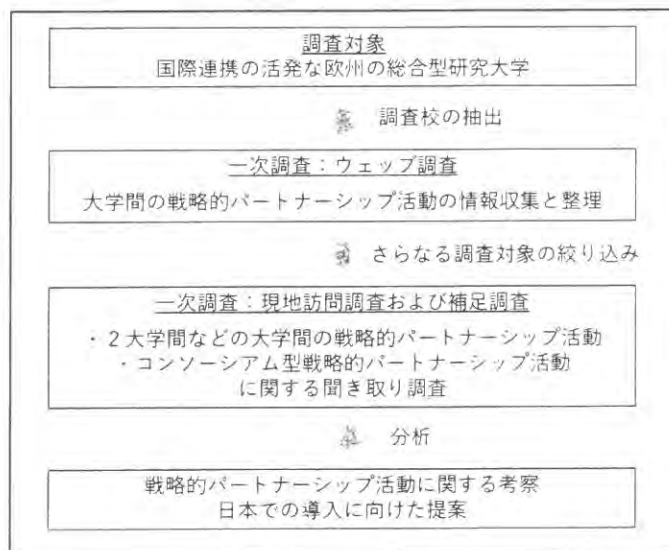 調査対象
国際連携の活発な欧州の総合型研究大学
調査校の抽出
一次調査：ウェッブ調査
大学間の戦略的パートナーシップ活動の情報収集と整理
さらなる調査対象の絞り込み
一次調査：現地訪問調査および補足調査
・２大学間などの大学間の戦略的パートナーシップ活動
・コンソーシアム型戦略的パートナーシップ活動
に関する聞き取り調査
分析
戦略的パートナーシップ活動に関する考察
日本での導入に向けた提案